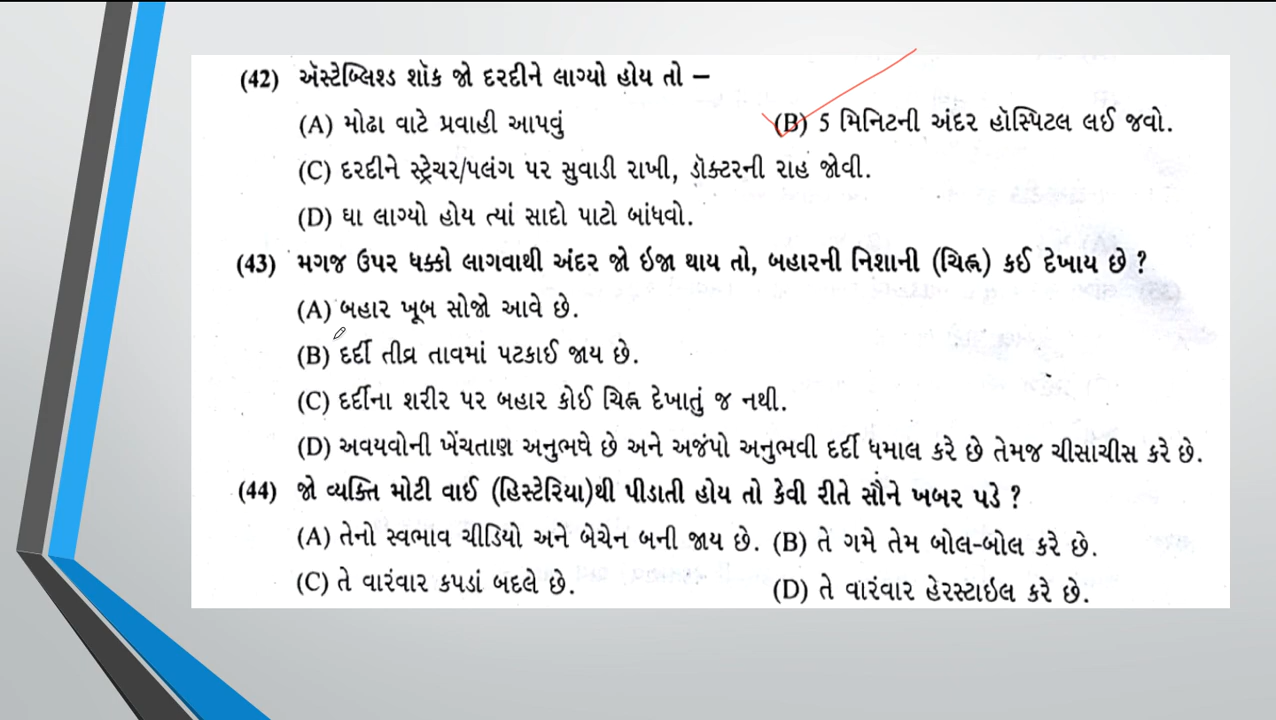 (42) ઍસ્ટેબ્લિશ્ડ શૉક જો દરદીને લાગ્યો હોય તો –
(A) મોઢા વાટે પ્રવાહી આપવું (B) 5 મિનિટની અંદર હૉસ્પિટલ લઈ જવો.
(C) દરદીને સ્ટ્રેચર/પલંગ પર સુવાડી રાખી, ડૉક્ટરની રાહ જોવી.
(D) ઘા લાગ્યો હોય ત્યાં સાદો પાટો બાંધવો.
(43) મગજ ઉપર ધક્કો લાગવાથી અંદર જો ઇજા થાય તો, બહારની નિશાની (ચિહ્ન) કઈ દેખાય છે ?
(A) બહાર ખૂબ સોજો આવે છે.
(B) દર્દી તીવ્ર તાવમાં પટકાઈ જાય છે.
(C) દર્દીના શરીર પર બહાર કોઈ ચિહ્ન દેખાતું જ નથી.
(D) અવયવોની ખેંચતાણ અનુભવે છે અને અજંપો અનુભવી દર્દી ધમાલ કરે છે તેમજ ચીસાચીસ કરે છે.
(44) જો વ્યક્તિ મોટી વાઈ (હિસ્ટેરિયા)થી પીડાતી હોય તો કેવી રીતે સૌને ખબર પડે ?
(A) તેનો સ્વભાવ ચીડિયો અને બેચેન બની જાય છે. (B) તે ગમે તેમ બોલ-બોલ કરે છે.
(C) તે વારંવાર કપડાં બદલે છે. (D) તે વારંવાર હેરસ્ટાઇલ કરે છે.